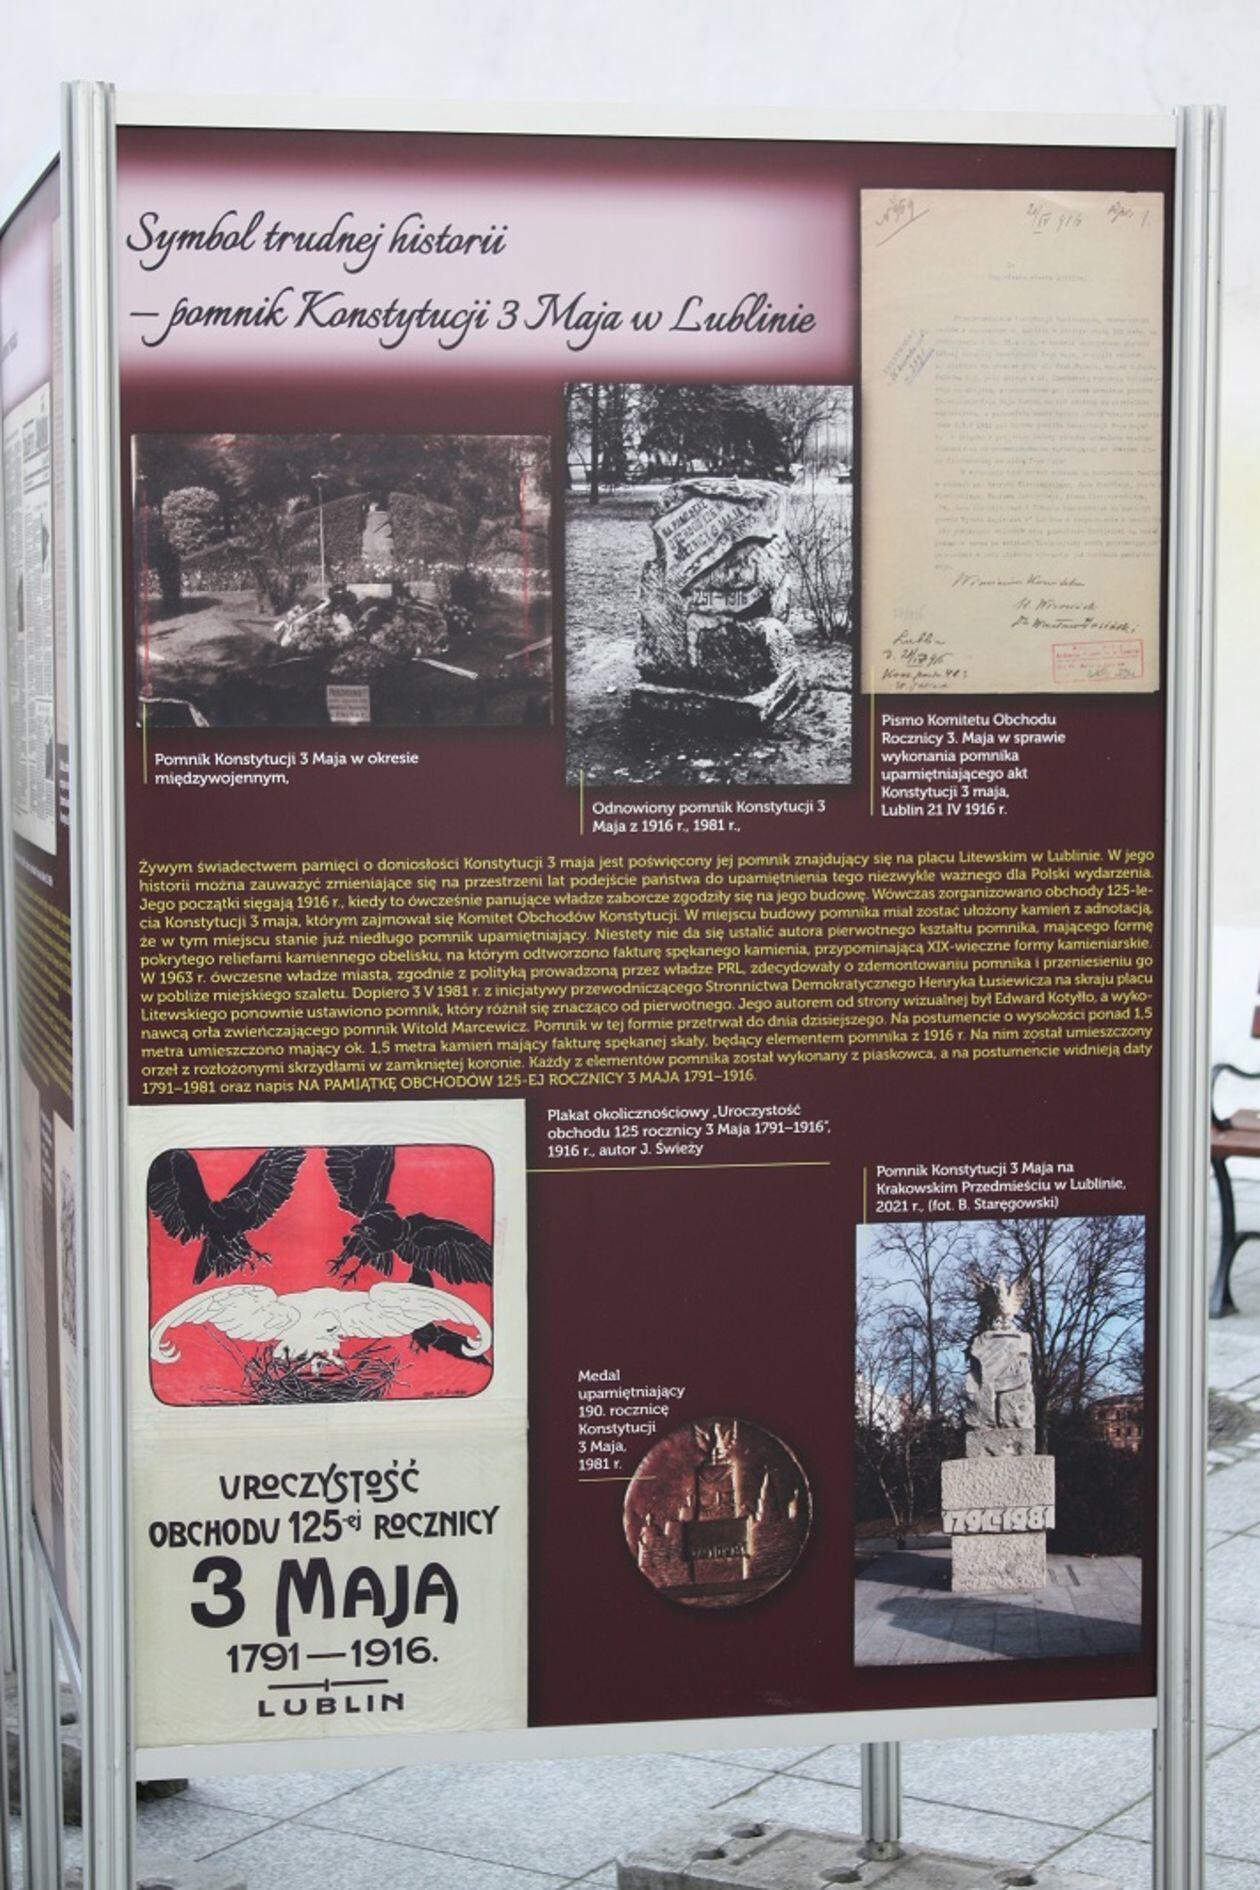 Symbol trudnej historii
– pomnik Konstytucji 3 Maja w Lublinie
Pomnik Konstytucji 3 Maja w okresie
międzywojennym,
NA PAMIĄTKĘ
1791-1916
Odnowiony pomnik Konstytucji 3
Maja z 1916 r., 1981 r.,
Pismo Komitetu Obchodu
Rocznicy 3. Maja w sprawie
wykonania pomnika
upamiętniającego akt
Konstytucji 3 maja,
Lublin 21 IV 1916 r.
Żywym świadectwem pamięci o doniosłości Konstytucji 3 maja jest poświęcony jej pomnik znajdujący się na placu Litewskim w Lublinie. W jego
historii można zauważyć zmieniające się na przestrzeni lat podejście państwa do upamiętnienia tego niezwykle ważnego dla Polski wydarzenia.
Jego początki sięgają 1916 r., kiedy to ówcześnie panujące władze zaborcze zgodziły się na jego budowę. Wówczas zorganizowano obchody 125-le-
cia Konstytucji 3 maja, którym zajmował się Komitet Obchodów Konstytucji. W miejscu budowy pomnika miał zostać ułożony kamień z adnotacją,
że w tym miejscu stanie już niedługo pomnik upamiętniający. Niestety nie da się ustalić autora pierwotnego kształtu pomnika, mającego formę
pokrytego reliefami kamiennego obelisku, na którym odtworzono fakturę spękanego kamienia, przypominającą XIX-wieczne formy kamieniarskie.
W 1963 r. ówczesne władze miasta, zgodnie z polityką prowadzoną przez władze PRL, zdecydowały o zdemontowaniu pomnika i przeniesieniu go
w pobliże miejskiego szaletu. Dopiero 3 V 1981 r. z inicjatywy przewodniczącego Stronnictwa Demokratycznego Henryka Łusiewicza na skraju placu
Litewskiego ponownie ustawiono pomnik, który różnił się znacząco od pierwotnego. Jego autorem od strony wizualnej był Edward Kotyłło, a wyko-
nawcą orła zwieńczającego pomnik Witold Marcewicz. Pomnik w tej formie przetrwał do dnia dzisiejszego. Na postumencie o wysokości ponad 1,5
metra umieszczono mający ok. 1,5 metra kamień mający fakturę spękanej skały, będący elementem pomnika z 1916 r. Na nim został umieszczony
orzeł z rozłożonymi skrzydłami w zamkniętej koronie. Każdy z elementów pomnika został wykonany z piaskowca, a na postumencie widnieją daty
1791–1981 oraz napis NA PAMIĄTKĘ OBCHODÓW 125-EJ ROCZNICY 3 MAJA 1791–1916.
Plakat okolicznościowy „Uroczystość
obchodu 125 rocznicy 3 Maja 1791–1916”,
1916 r., autor J. Świeży
Pomnik Konstytucji 3 Maja na
Krakowskim Przedmieściu w Lublinie,
2021 r., (fot. B. Staręgowski)
UROCZYSTOŚĆ
OBCHODU 125-ej ROCZNICY
3 MAJA
1791—1916.
LUBLIN
Medal
upamiętniający
190. rocznicę
Konstytucji
3 Maja,
1981 r.
1791-1981